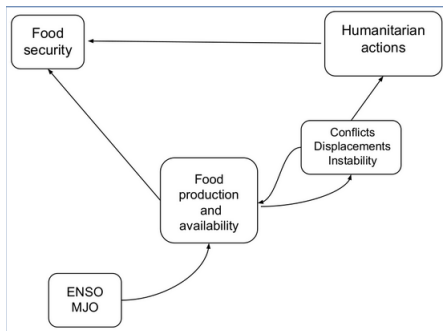 Food
security
Humanitarian
actions
Conflicts
Displacements
Instability
Food
production
and
availability
ENSO
MJO